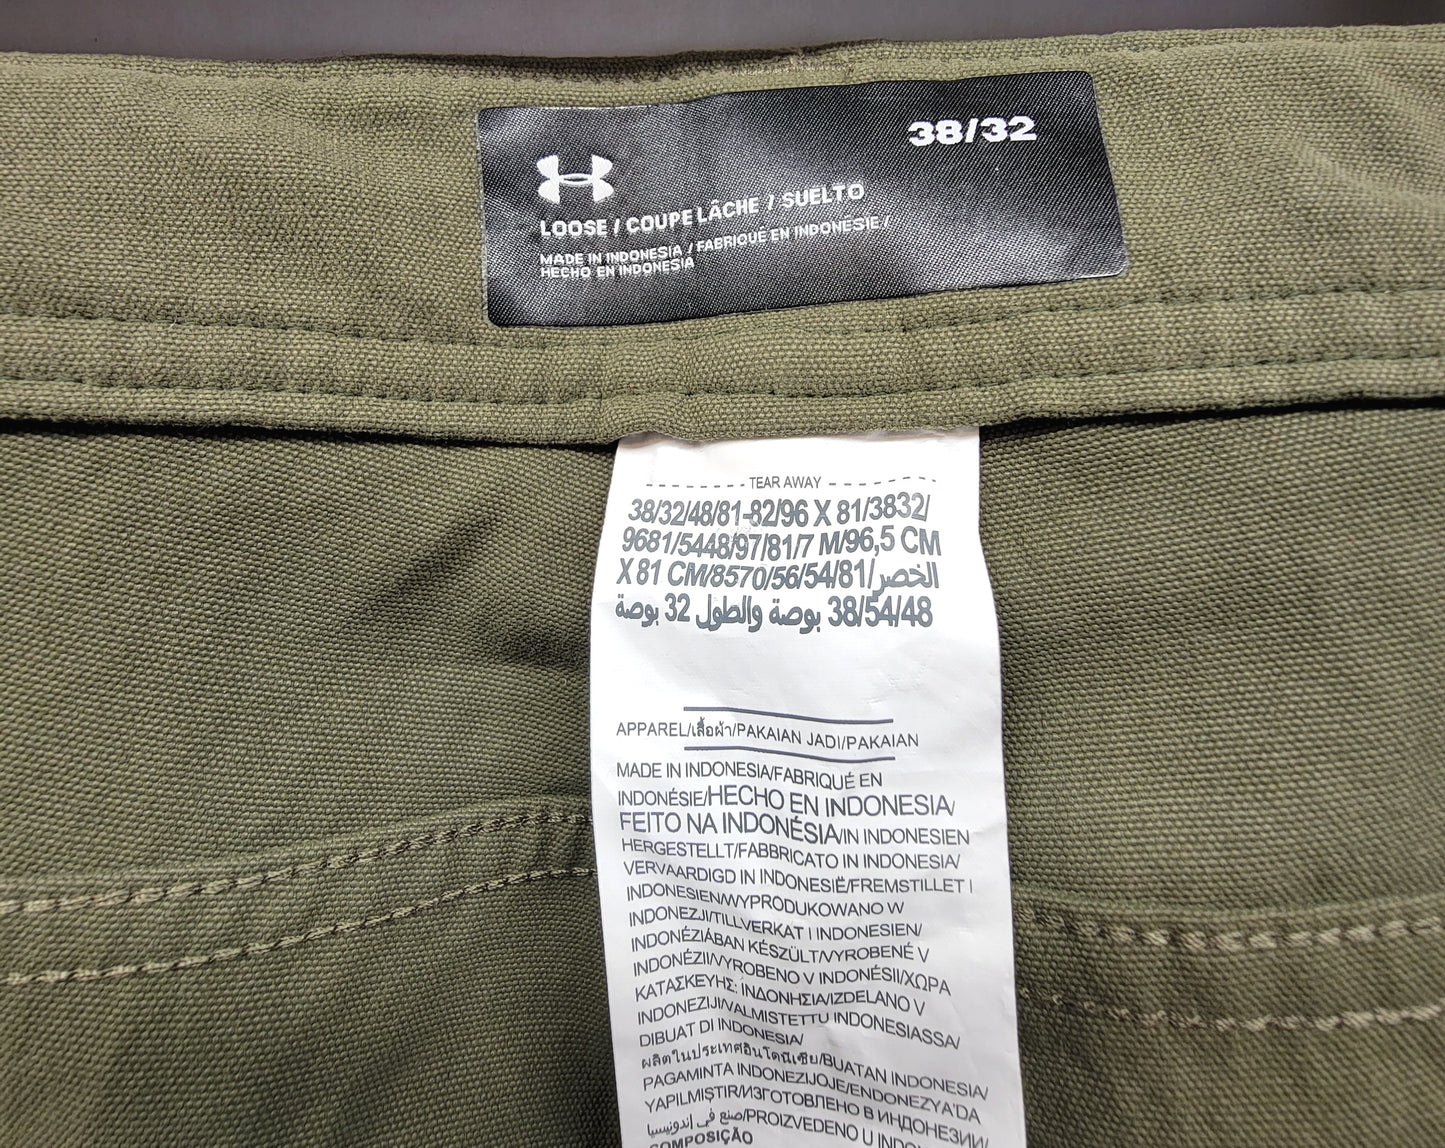 38/32
LOOSE / COUPE LÂCHE / SUELTO
MADE IN INDONESIA / FABRIQUÉ EN INDONÉSIE /
HECHO EN INDONESIA
TEAR AWAY
38/32/48/81-82/96 X 81/3832/
9681/5448/97/81/7 M/96,5 CM
X 81 CM/8570/56/54/81/الخصر
38/54/48 بوصة والطول 32 بوصة
APPAREL/เสื้อผ้า/PAKAIAN JADI/PAKAIAN
MADE IN INDONESIA/FABRIQUÉ EN
INDONÉSIE/HECHO EN INDONESIA/
FEITO NA INDONÉSIA/IN INDONESIEN
HERGESTELLT/FABBRICATO IN INDONESIA/
VERVAARDIGD IN INDONESIË/FREMSTILLET I
INDONESIEN/WYPRODUKOWANO W
INDONEZJI/TILLVERKAT I INDONESIEN/
INDONÉZIÁBAN KÉSZÜLT/VYROBENÉ V
INDONÉZII/VYROBENO V INDONÉSII/ΧΩΡΑ
ΚΑΤΑΣΚΕΥΗΣ: ΙΝΔΟΝΗΣΙΑ/IZDELANO V
INDONEZIJI/VALMISTETTU INDONESIASSA/
DIBUAT DI INDONESIA/
ผลิตในประเทศอินโดนีเซีย/BUATAN INDONESIA/
PAGAMINTA INDONEZIJOJE/ENDONEZYA'DA
YAPILMIŞTIR/ИЗГОТОВЛЕНО В ИНДОНЕЗИИ/
صنع في إندونيسيا/PROIZVEDENO U INDON
COMPOSIÇÃO